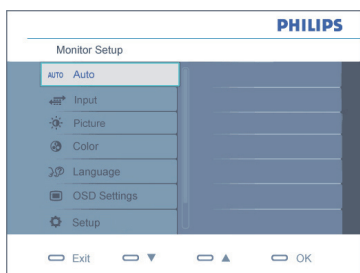 PHILIPS
Monitor Setup
AUTO Auto
Input
Picture
Color
Language
OSD Settings
Setup
Exit ▼ ▲ OK